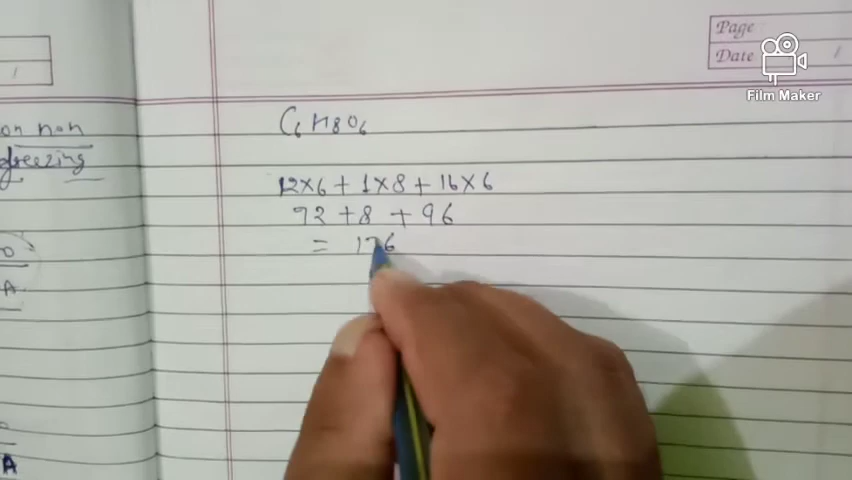 Page
Date
Film Maker
on non
freezing
C6H8O6
12×6 + 1×8 + 16×6
72 + 8 + 96
= 176
A
A